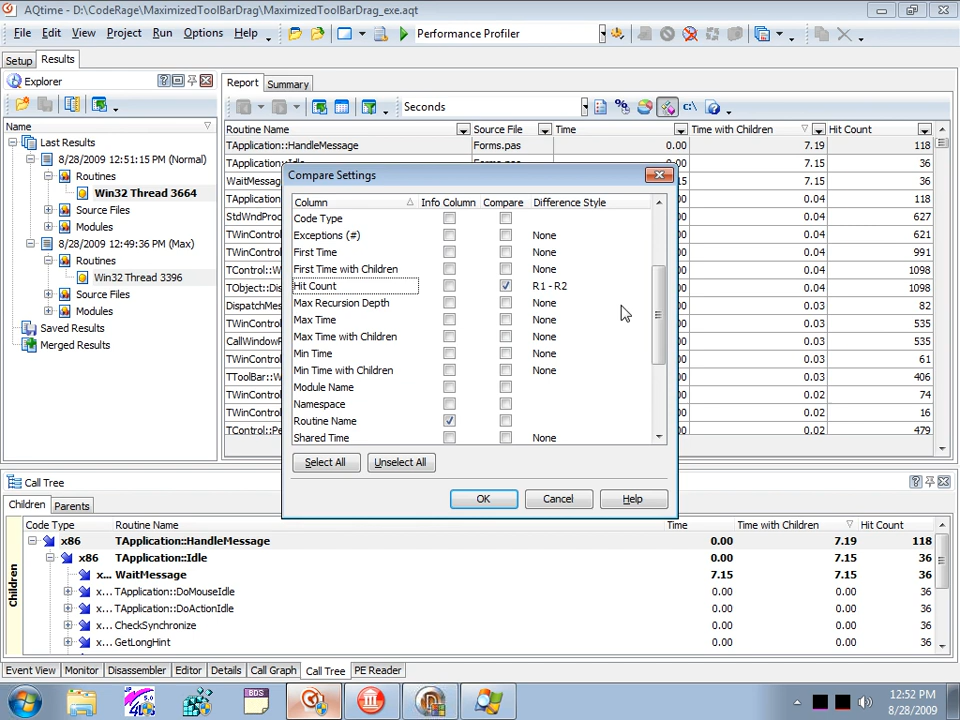 AQtime - D:\CodeRage\MaximizedToolBarDrag\MaximizedToolBarDrag_exe.aqt
File Edit View Project Run Options Help
Performance Profiler
Setup Results
Explorer
Name
Last Results
8/28/2009 12:51:15 PM (Normal)
Routines
Win32 Thread 3664
Source Files
Modules
8/28/2009 12:49:36 PM (Max)
Routines
Win32 Thread 3396
Source Files
Modules
Saved Results
Merged Results
Report Summary
Seconds
Routine Name Source File Time Time with Children Hit Count
TApplication::HandleMessage Forms.pas 0.00 7.19 118
TApplication::Idle 7.15 36
WaitMessag 7.15 36
TApplication: 0.04 118
StdWndProc 0.04 627
TWinControl 0.04 621
TWinControl 0.04 991
TControl::W 0.04 1098
TObject::Di 0.04 1098
DispatchMes 0.03 82
TWinControl 0.03 535
CallWindowP 0.03 535
TWinControl 0.03 61
TToolBar::W 0.03 406
TWinControl 0.02 74
TWinControl 0.02 16
TControl::Pe 0.02 479
Compare Settings
Column Info Column Compare Difference Style
Code Type
Exceptions (#) None
First Time None
First Time with Children None
Hit Count R1 - R2
Max Recursion Depth None
Max Time None
Max Time with Children None
Min Time None
Min Time with Children None
Module Name
Namespace
Routine Name
Shared Time None
Select All Unselect All
OK Cancel Help
Call Tree
Children Parents
Children
Code Type Routine Name Time Time with Children Hit Count
x86 TApplication::HandleMessage 0.00 7.19 118
x86 TApplication::Idle 0.00 7.15 36
x... WaitMessage 7.15 7.15 36
x... TApplication::DoMouseIdle 0.00 0.00 36
x... TApplication::DoActionIdle 0.00 0.00 36
x... CheckSynchronize 0.00 0.00 36
x... GetLongHint 0.00 0.00 36
Event View Monitor Disassembler Editor Details Call Graph Call Tree PE Reader
BDS
12:52 PM
8/28/2009